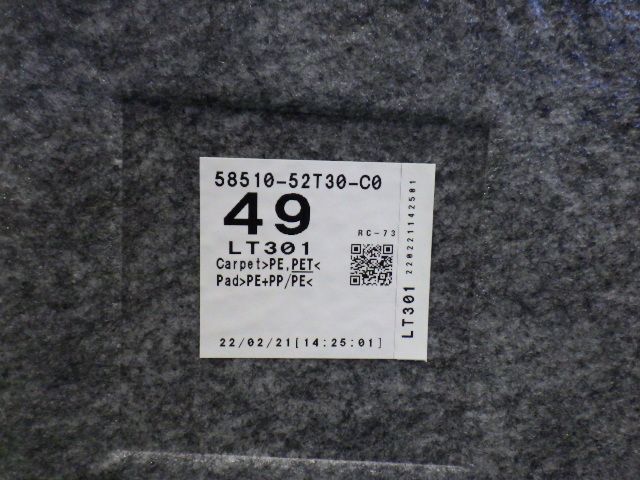 58510-52T30-C0
49
RC-73
LT301
Carpet>PE,PET<
Pad>PE+PP/PE<
22/02/21[14:25:01]
LT301 220221142501